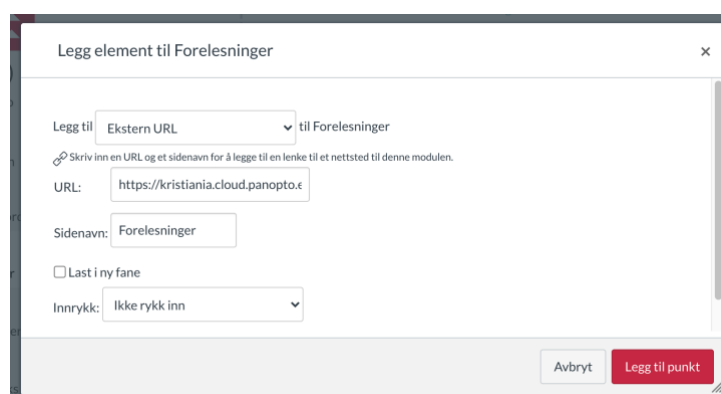 Legg element til Forelesninger ×
Legg til Ekstern URL til Forelesninger
Skriv inn en URL og et sidenavn for å legge til en lenke til et nettsted til denne modulen.
URL: https://kristiania.cloud.panopto.e
Sidenavn: Forelesninger
Last i ny fane
Innrykk: Ikke rykk inn
Avbryt Legg til punkt